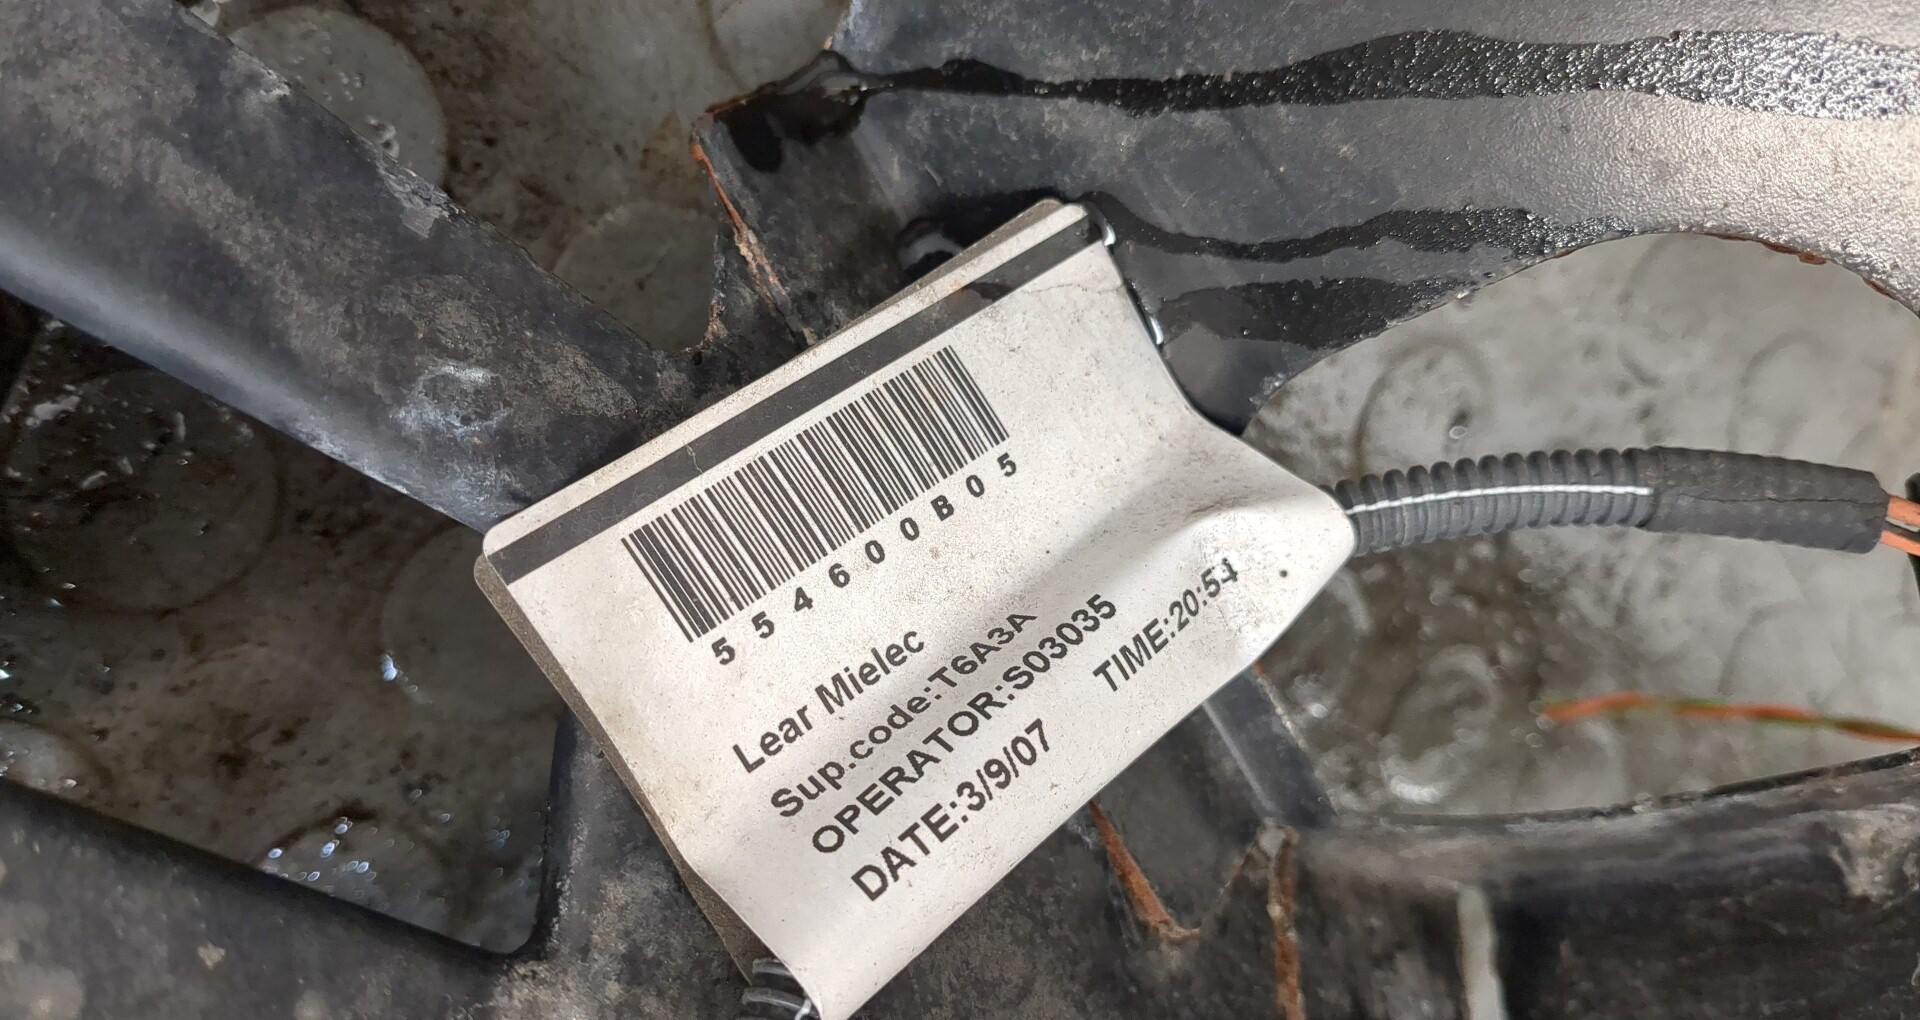 554600B05
Lear Mielec
Sup.code:T6A3A
OPERATOR:S03035
DATE:3/9/07 TIME:20:54